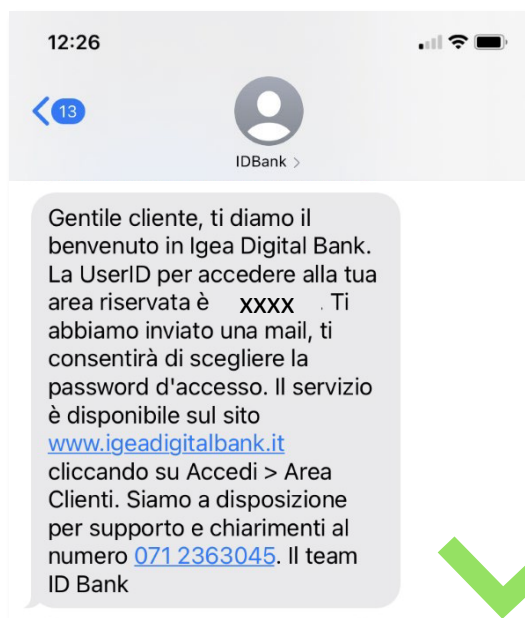 12:26
13
IDBank >
Gentile cliente, ti diamo il
benvenuto in Igea Digital Bank.
La UserID per accedere alla tua
area riservata è xxxx . Ti
abbiamo inviato una mail, ti
consentirà di scegliere la
password d'accesso. Il servizio
è disponibile sul sito
www.igeadigitalbank.it
cliccando su Accedi > Area
Clienti. Siamo a disposizione
per supporto e chiarimenti al
numero 071 2363045. Il team
ID Bank